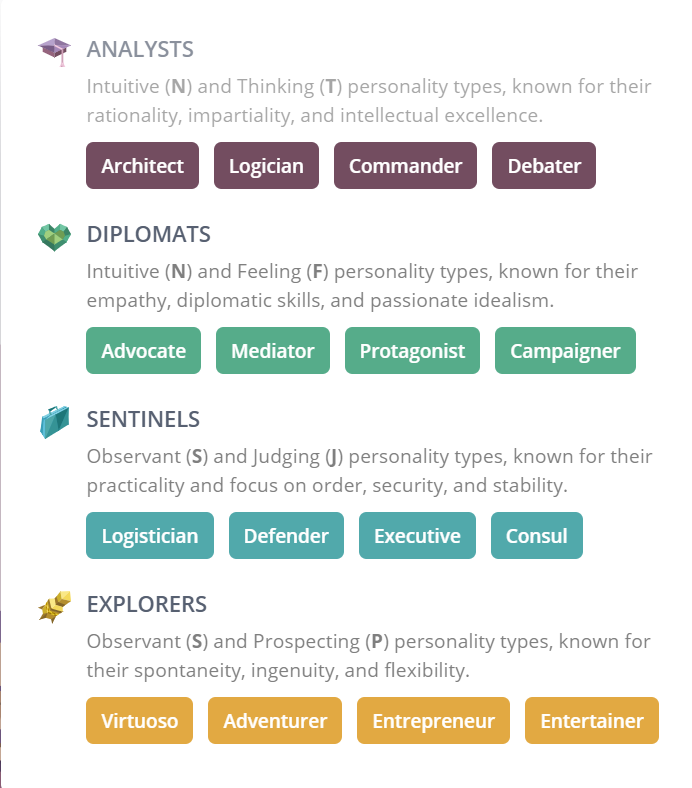 ANALYSTS
Intuitive (N) and Thinking (T) personality types, known for their
rationality, impartiality, and intellectual excellence.
Architect Logician Commander Debater
DIPLOMATS
Intuitive (N) and Feeling (F) personality types, known for their
empathy, diplomatic skills, and passionate idealism.
Advocate Mediator Protagonist Campaigner
SENTINELS
Observant (S) and Judging (J) personality types, known for their
practicality and focus on order, security, and stability.
Logistician Defender Executive Consul
EXPLORERS
Observant (S) and Prospecting (P) personality types, known for
their spontaneity, ingenuity, and flexibility.
Virtuoso Adventurer Entrepreneur Entertainer